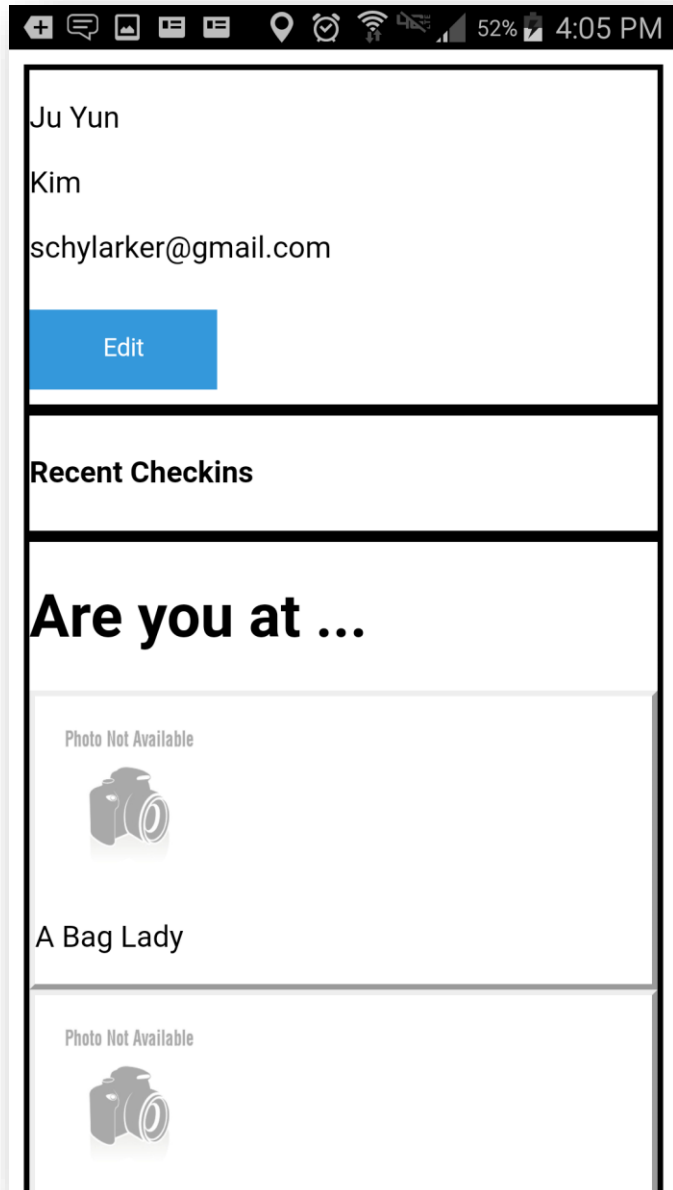 52% 4:05 PM
Ju Yun
Kim
schylarker@gmail.com
Edit
Recent Checkins
Are you at ...
Photo Not Available
A Bag Lady
Photo Not Available